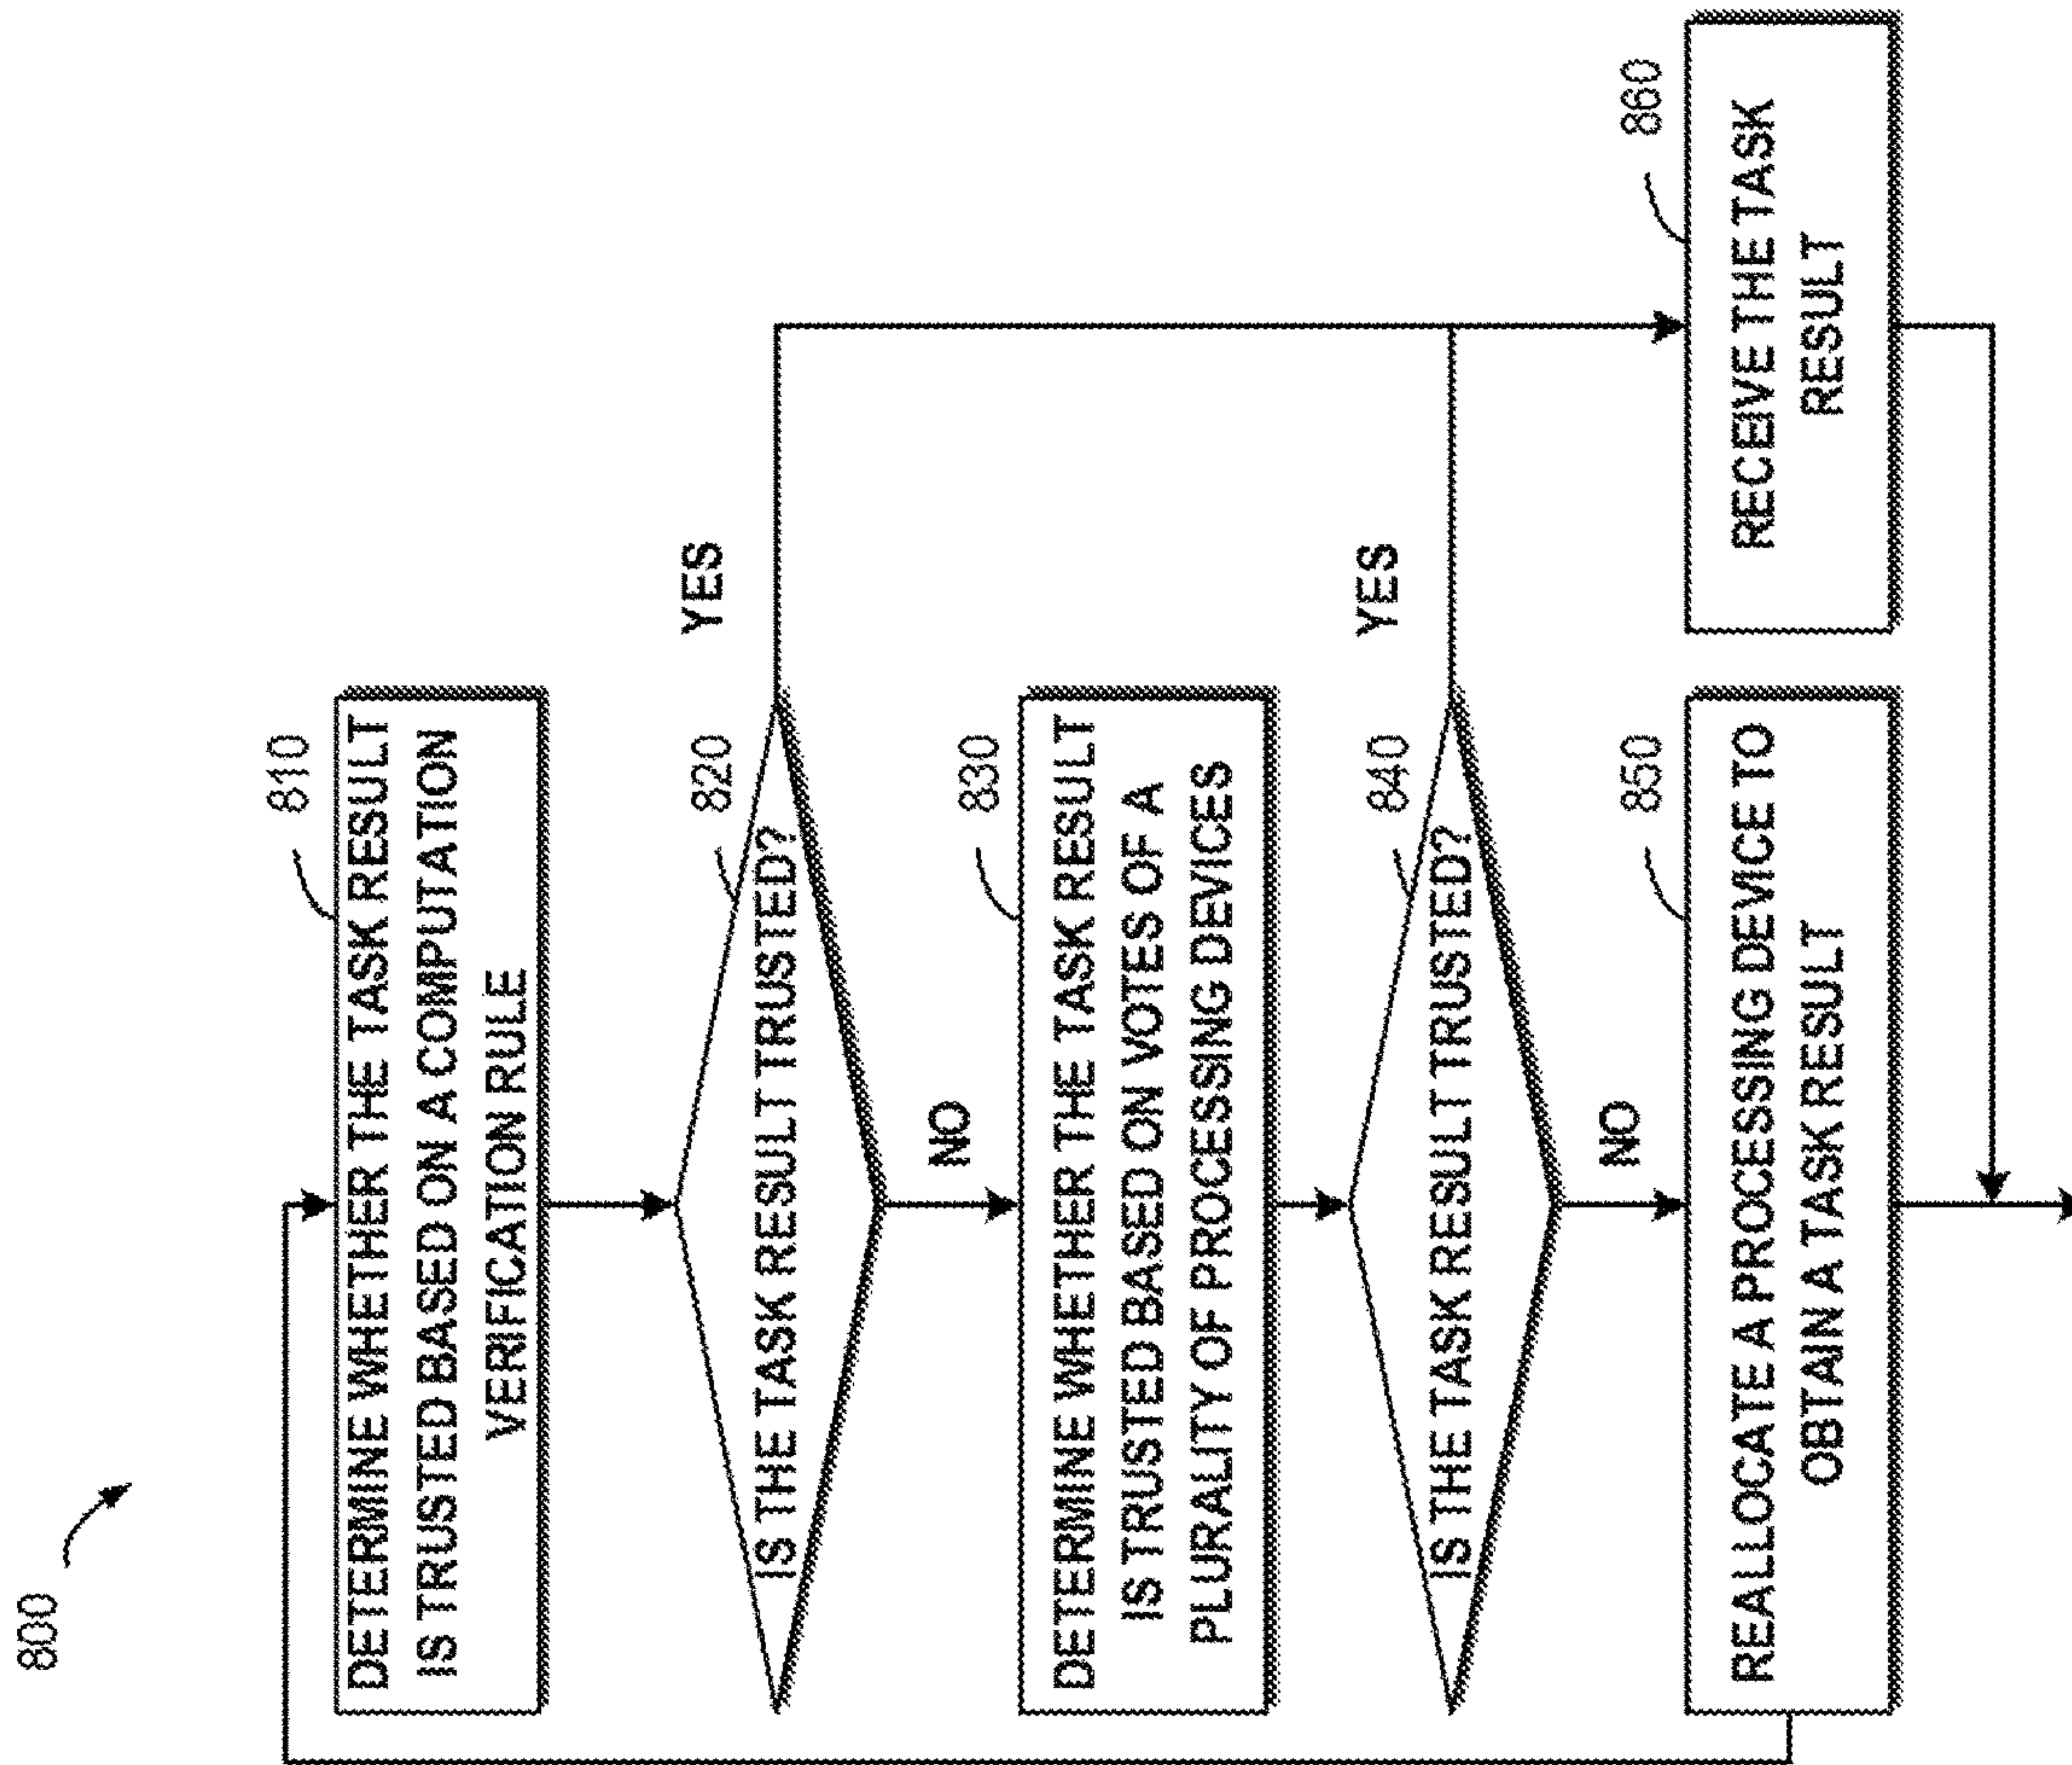 800
810
DETERMINE WHETHER THE TASK RESULT
IS TRUSTED BASED ON A COMPUTATION
VERIFICATION RULE
820
IS THE TASK RESULT TRUSTED?
YES
NO
830
DETERMINE WHETHER THE TASK RESULT
IS TRUSTED BASED ON VOTES OF A
PLURALITY OF PROCESSING DEVICES
840
IS THE TASK RESULT TRUSTED?
YES
NO
850
REALLOCATE A PROCESSING DEVICE TO
OBTAIN A TASK RESULT
860
RECEIVE THE TASK
RESULT